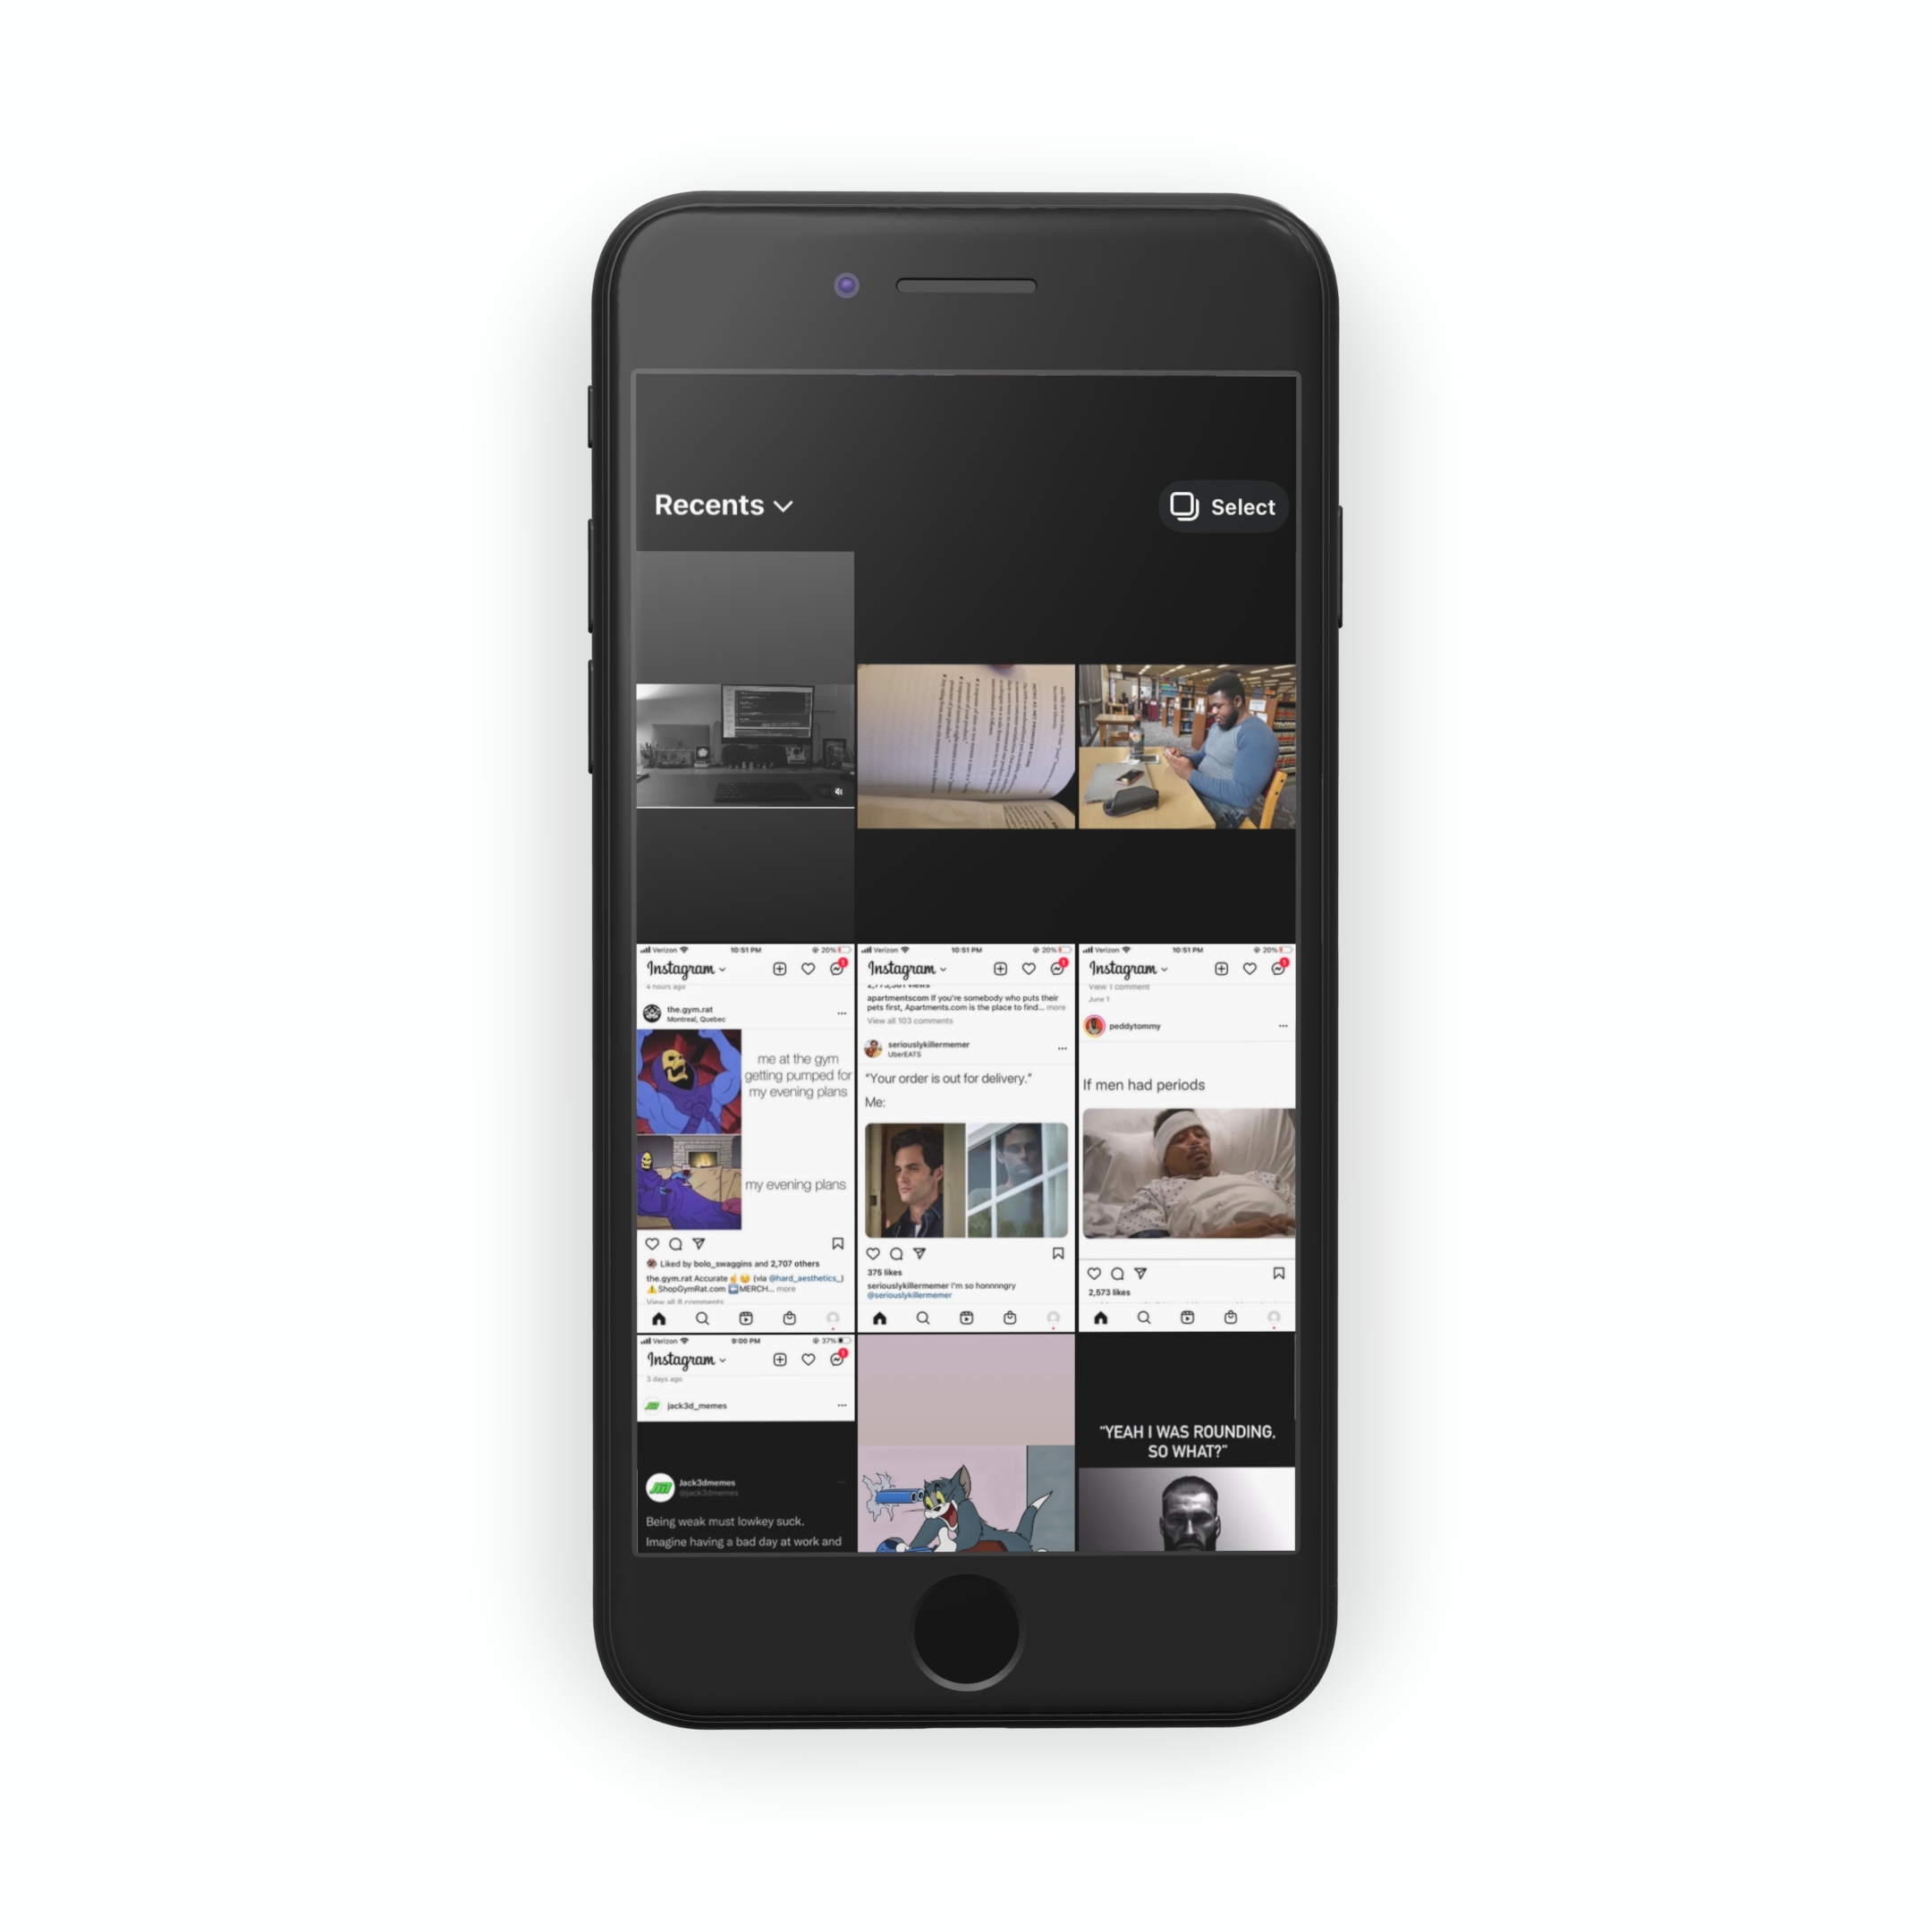 Recents
Select
Verizon 10:51 PM 20%
Instagram
1
4 hours ago
the.gym.rat
Montreal, Quebec
me at the gym
getting pumped for
my evening plans
my evening plans
Liked by bolo_swaggins and 2,707 others
the.gym.rat Accurate (via @hard_aesthetics_)
ShopGymRat.com MERCH... more
View all 8 comments
Verizon 10:51 PM 20%
Instagram
1
apartmentscom If you're somebody who puts their
pets first, Apartments.com is the place to find... more
View all 103 comments
seriouslykillermemer
UberEATS
"Your order is out for delivery."
Me:
375 likes
seriouslykillermemer I'm so honnnngry
@seriouslykillermemer
Verizon 10:51 PM 20%
Instagram
1
View 1 comment
June 1
peddytommy
If men had periods
2,573 likes
Verizon 9:00 PM 37%
Instagram
1
3 days ago
jack3d_memes
Jack3dmemes
@jack3dmemes
Being weak must lowkey suck.
Imagine having a bad day at work and
"YEAH I WAS ROUNDING,
SO WHAT?"